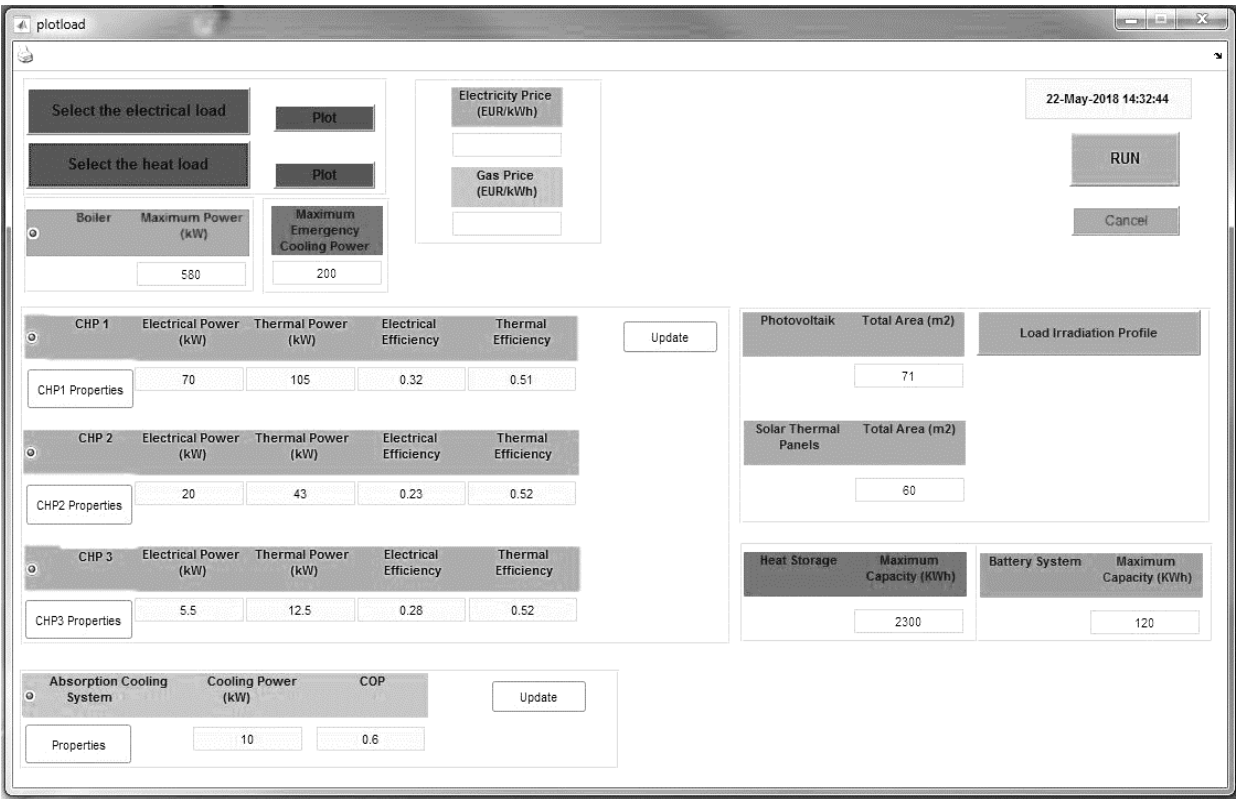 plotload
Select the electrical load
Plot
Select the heat load
Plot
Electricity Price
(EUR/kWh)
Gas Price
(EUR/kWh)
22-May-2018 14:32:44
RUN
Cancel
Boiler
Maximum Power
(kW)
580
Maximum
Emergency
Cooling Power
200
CHP 1
Electrical Power
(kW)
Thermal Power
(kW)
Electrical
Efficiency
Thermal
Efficiency
Update
CHP1 Properties
70
105
0.32
0.51
CHP 2
Electrical Power
(kW)
Thermal Power
(kW)
Electrical
Efficiency
Thermal
Efficiency
CHP2 Properties
20
43
0.23
0.52
CHP 3
Electrical Power
(kW)
Thermal Power
(kW)
Electrical
Efficiency
Thermal
Efficiency
CHP3 Properties
5.5
12.5
0.28
0.52
Photovoltaik
Total Area (m2)
Load Irradiation Profile
71
Solar Thermal
Panels
Total Area (m2)
60
Heat Storage
Maximum
Capacity (KWh)
2300
Battery System
Maximum
Capacity (KWh)
120
Absorption Cooling
System
Cooling Power
(kW)
COP
Update
Properties
10
0.6